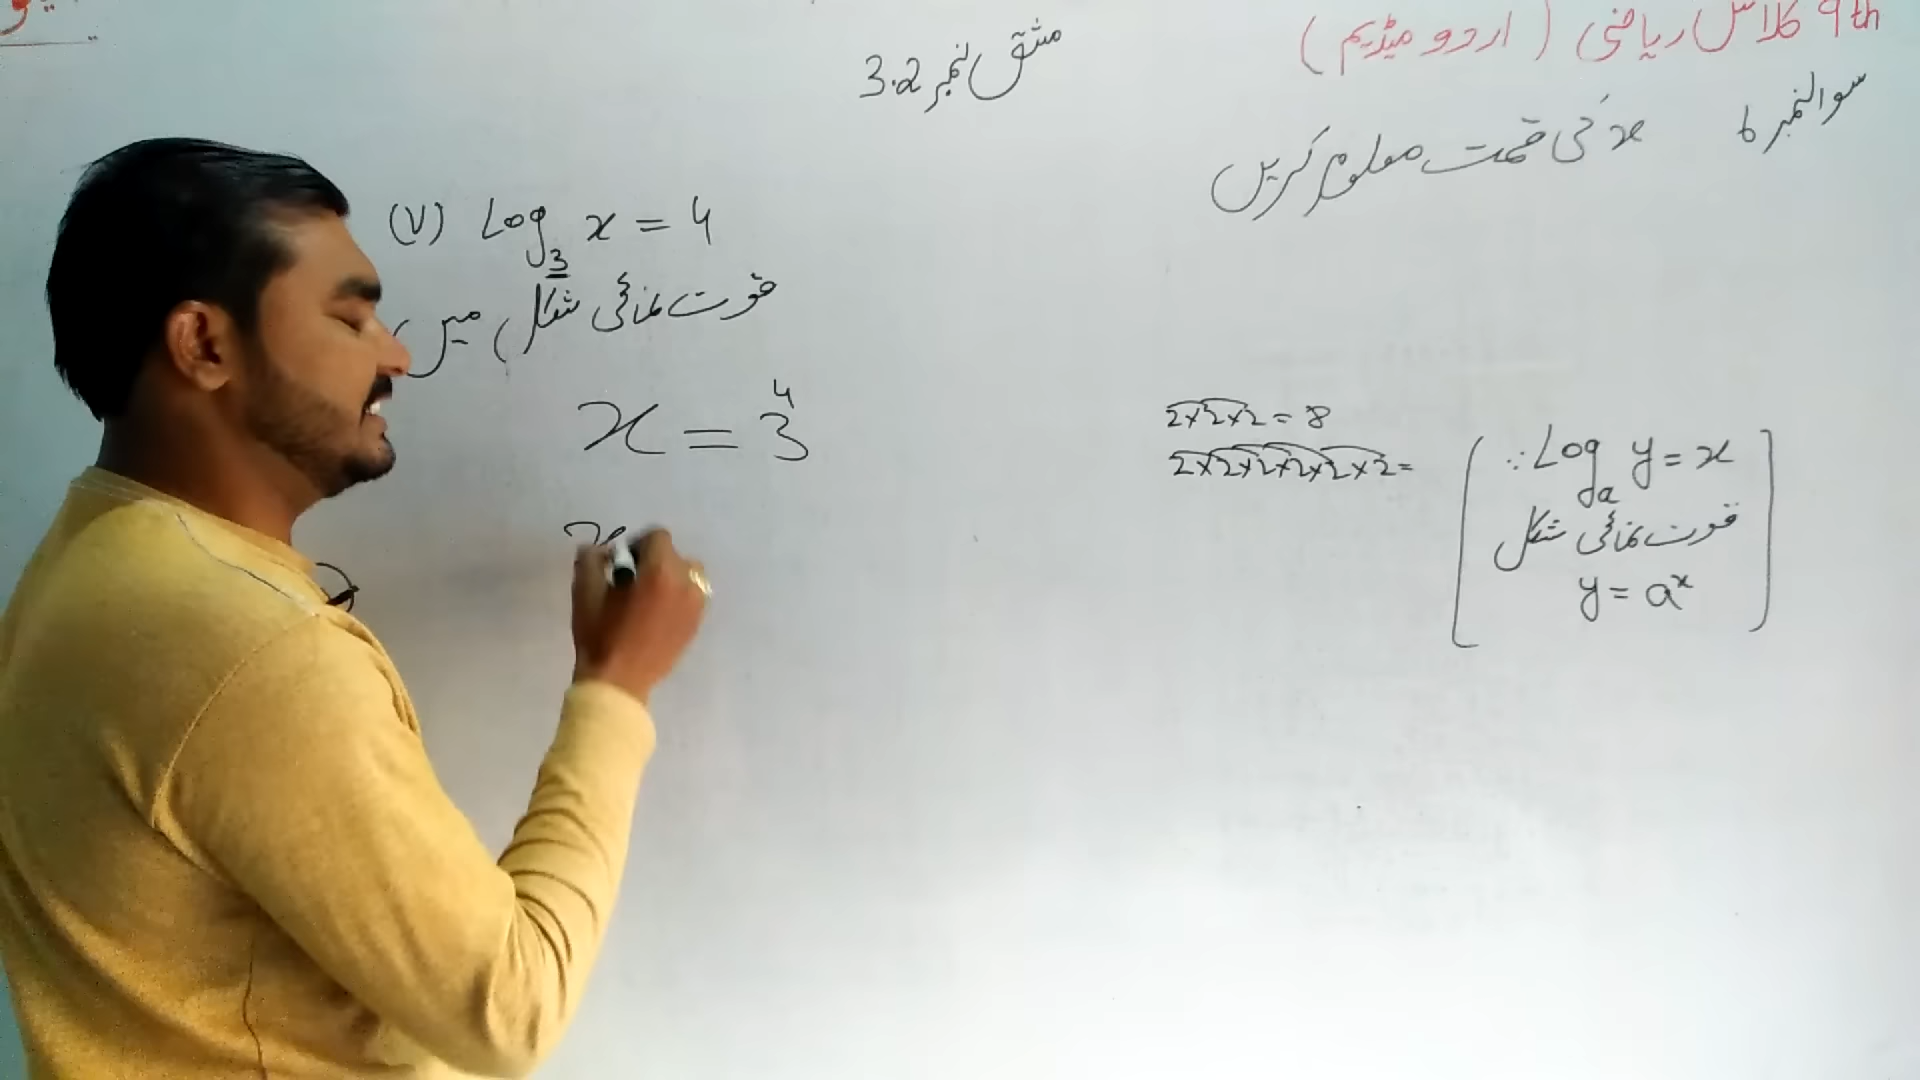 9th کلاس ریاضی (اردو میڈیم)
مشق نمبر 3.2
سوال نمبر 6 x کی قیمت معلوم کریں
(v) Log₃ x = 4
قوت نمائی شکل میں
x = 3⁴
x
2×2×2=8
2×2×2×2×2×2=
∵ Logₐ y = x
قوت نمائی شکل
y = aˣ